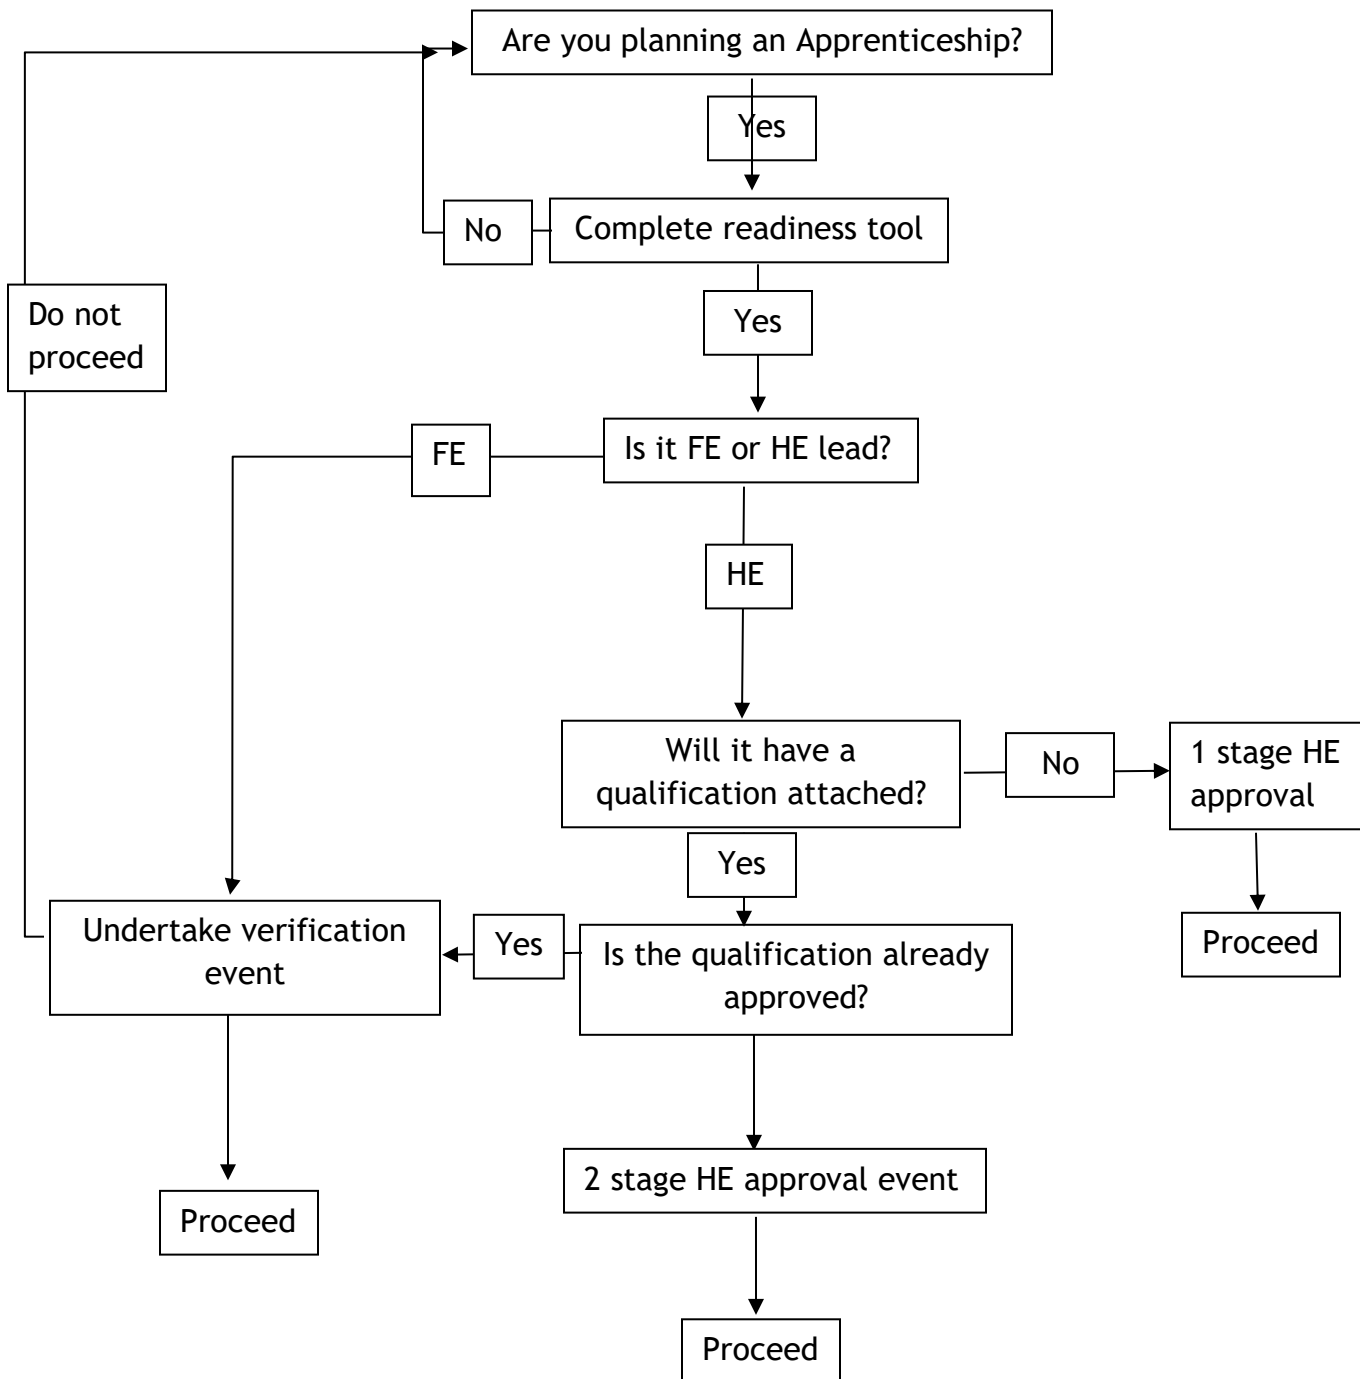 Are you planning an Apprenticeship?
Yes
No
Complete readiness tool
Do not
proceed
Yes
FE
Is it FE or HE lead?
HE
Will it have a
qualification attached?
No
1 stage HE
approval
Yes
Undertake verification
event
Yes
Is the qualification already
approved?
Proceed
2 stage HE approval event
Proceed
Proceed